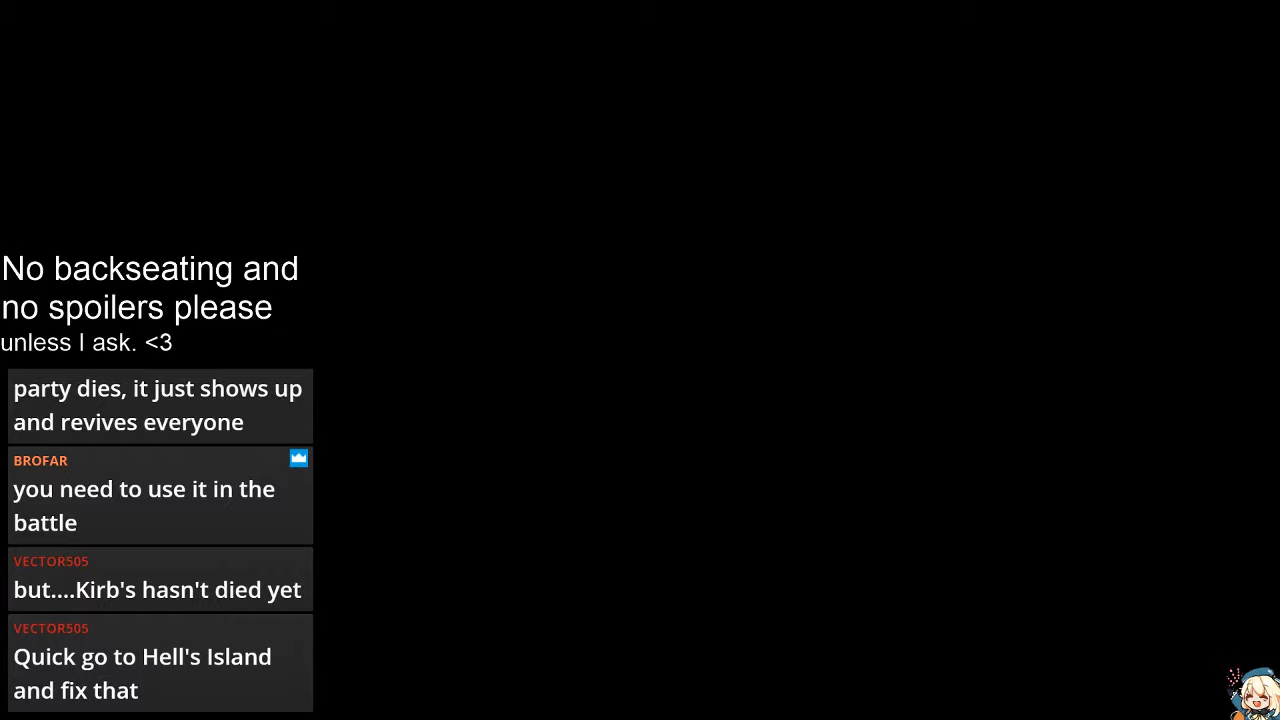 No backseating and
no spoilers please
unless I ask. <3
party dies, it just shows up
and revives everyone
BROFAR
you need to use it in the
battle
VECTOR505
but....Kirb's hasn't died yet
VECTOR505
Quick go to Hell's Island
and fix that